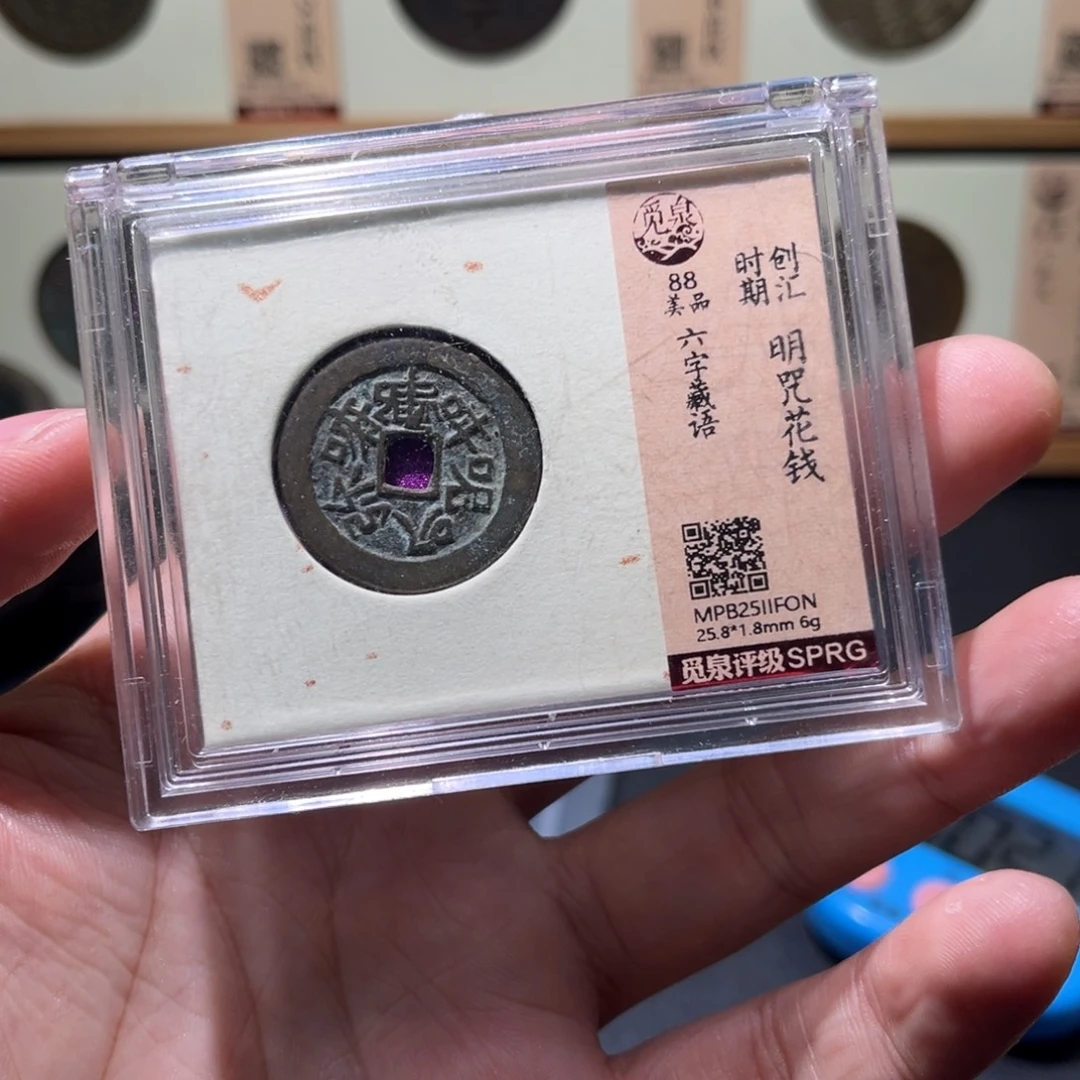 觅泉
88
美品
创汇
时期
明咒花钱
六字藏语
MPB25IIFON
25.8*1.8mm 6g
觅泉评级SPRG